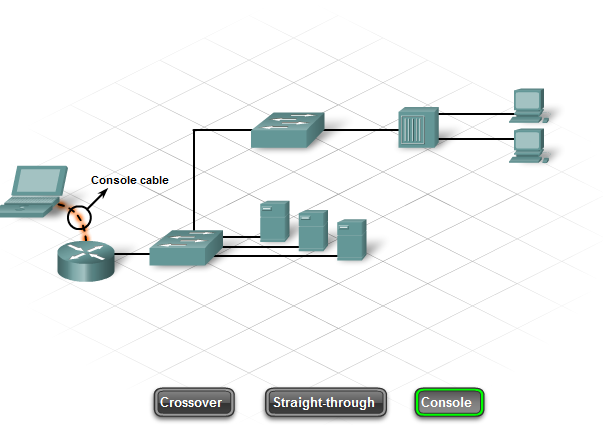 Console cable
Crossover
Straight-through
Console